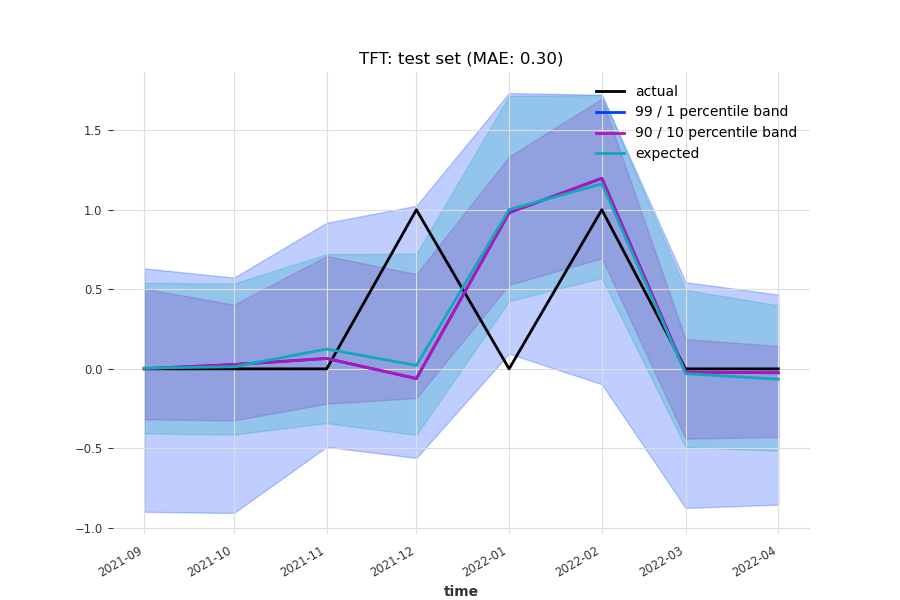 TFT: test set (MAE: 0.30)
actual
99 / 1 percentile band
90 / 10 percentile band
expected
1.5
1.0
0.5
0.0
−0.5
−1.0
2021-09
2021-10
2021-11
2021-12
2022-01
2022-02
2022-03
2022-04
time